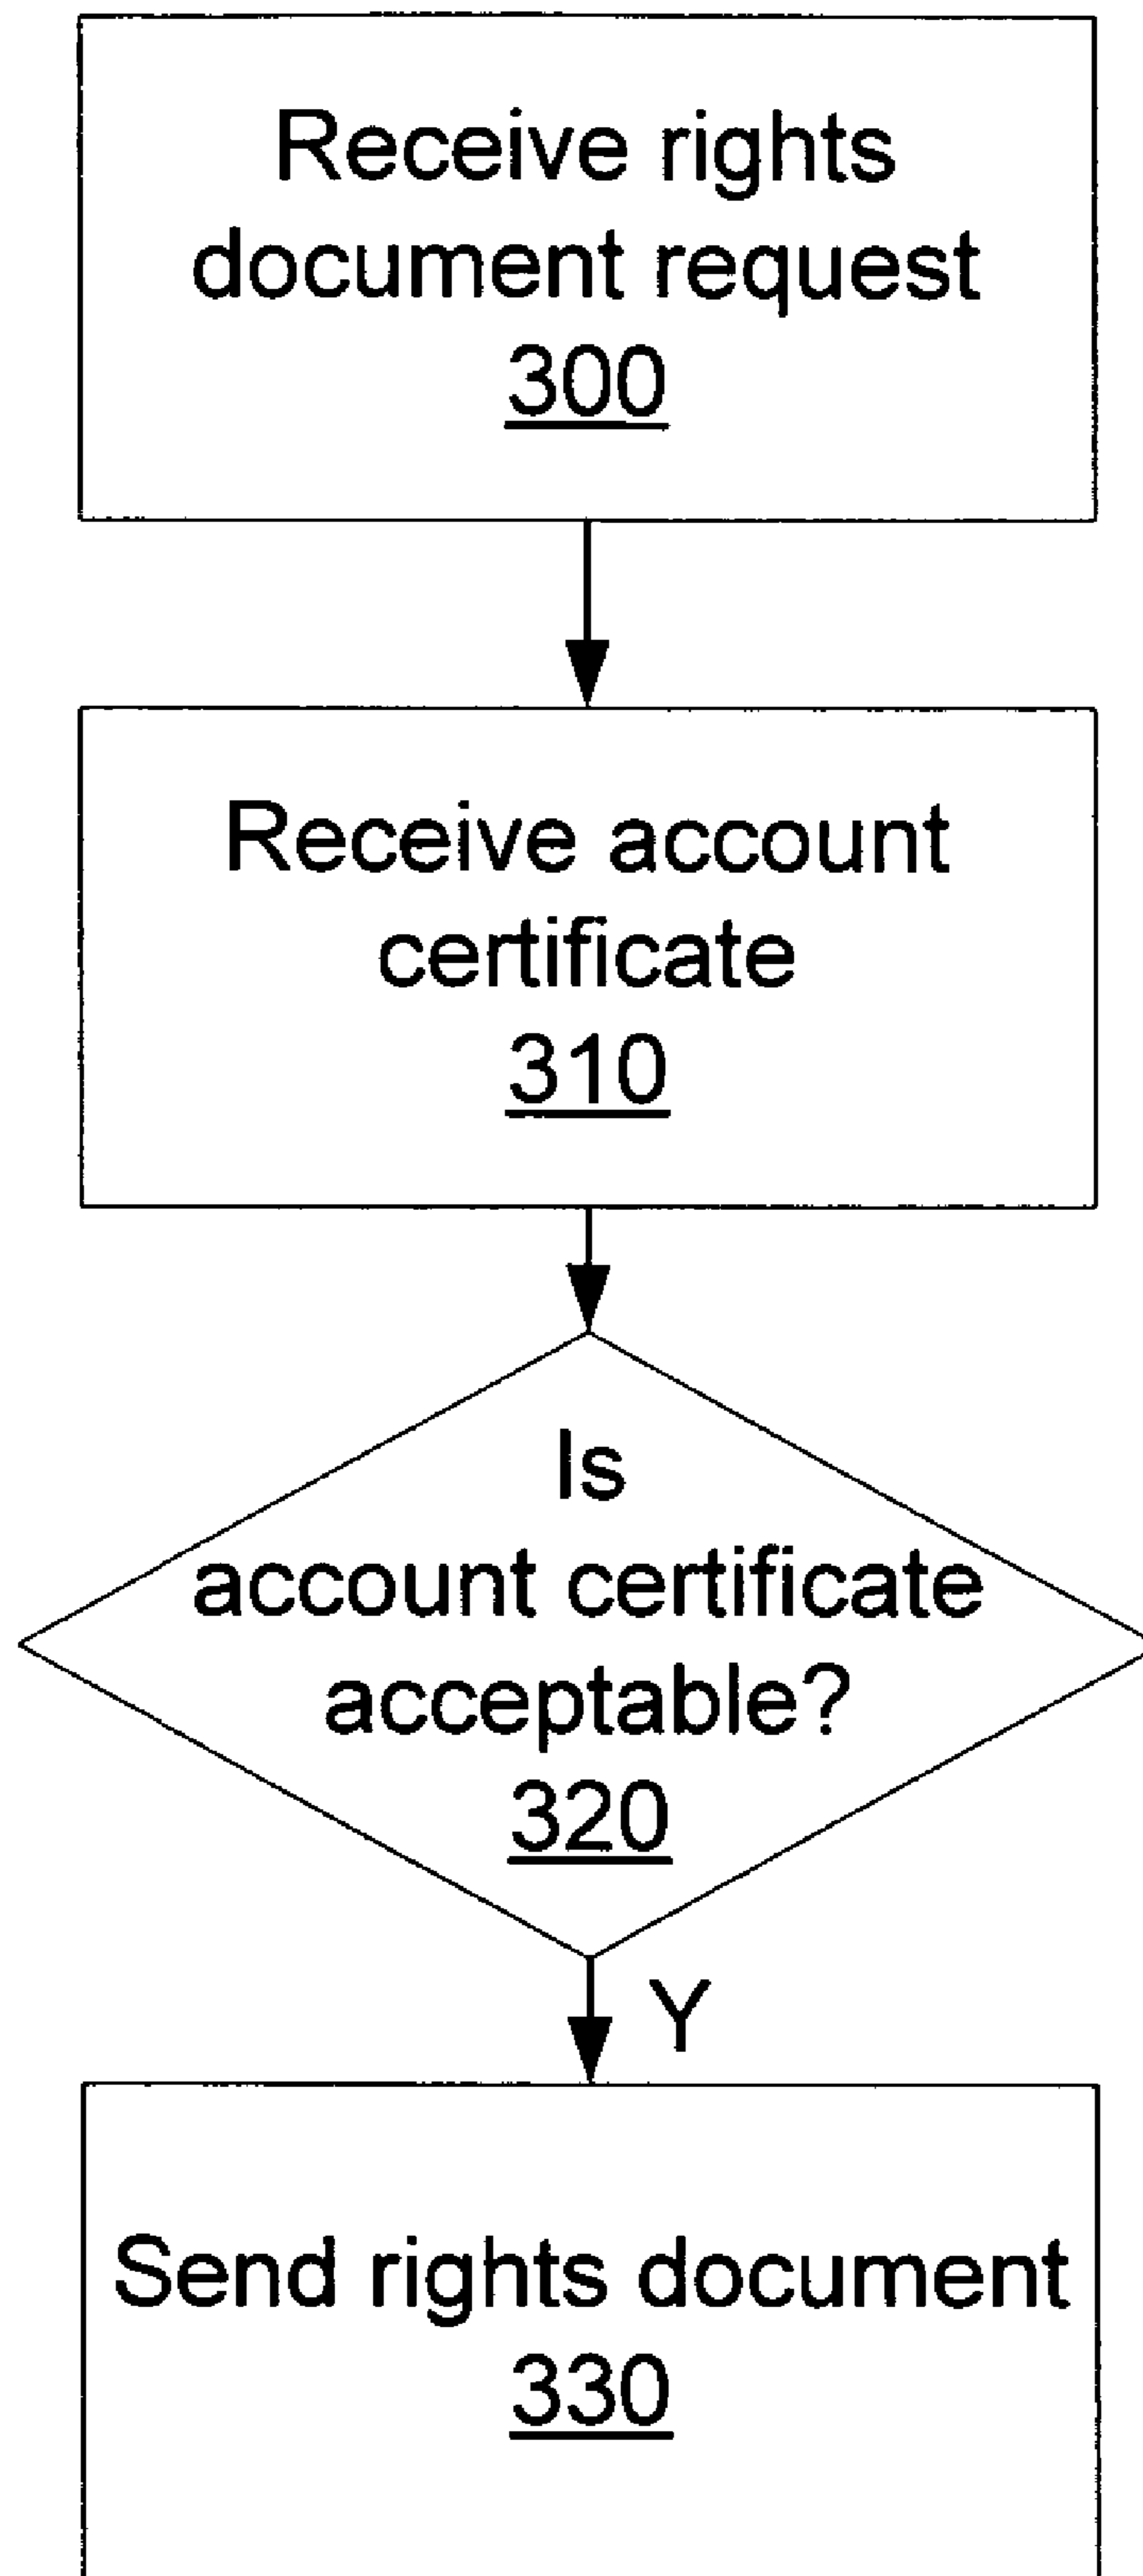 Receive rights
document request
300
Receive account
certificate
310
Is
account certificate
acceptable?
320
Y
Send rights document
330